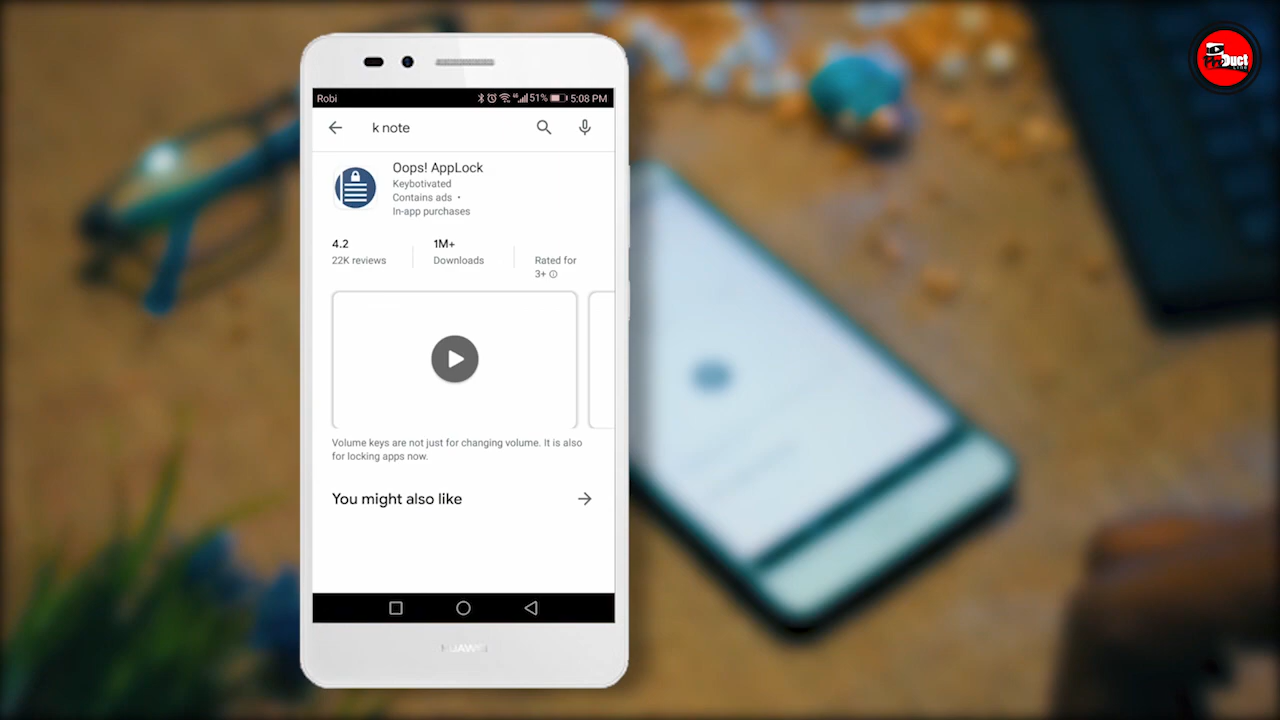 Robi
51% 5:08 PM
k note
Oops! AppLock
Keybotivated
Contains ads •
In-app purchases
4.2
22K reviews
1M+
Downloads
Rated for
3+
Volume keys are not just for changing volume. It is also
for locking apps now.
You might also like
HUAWEI